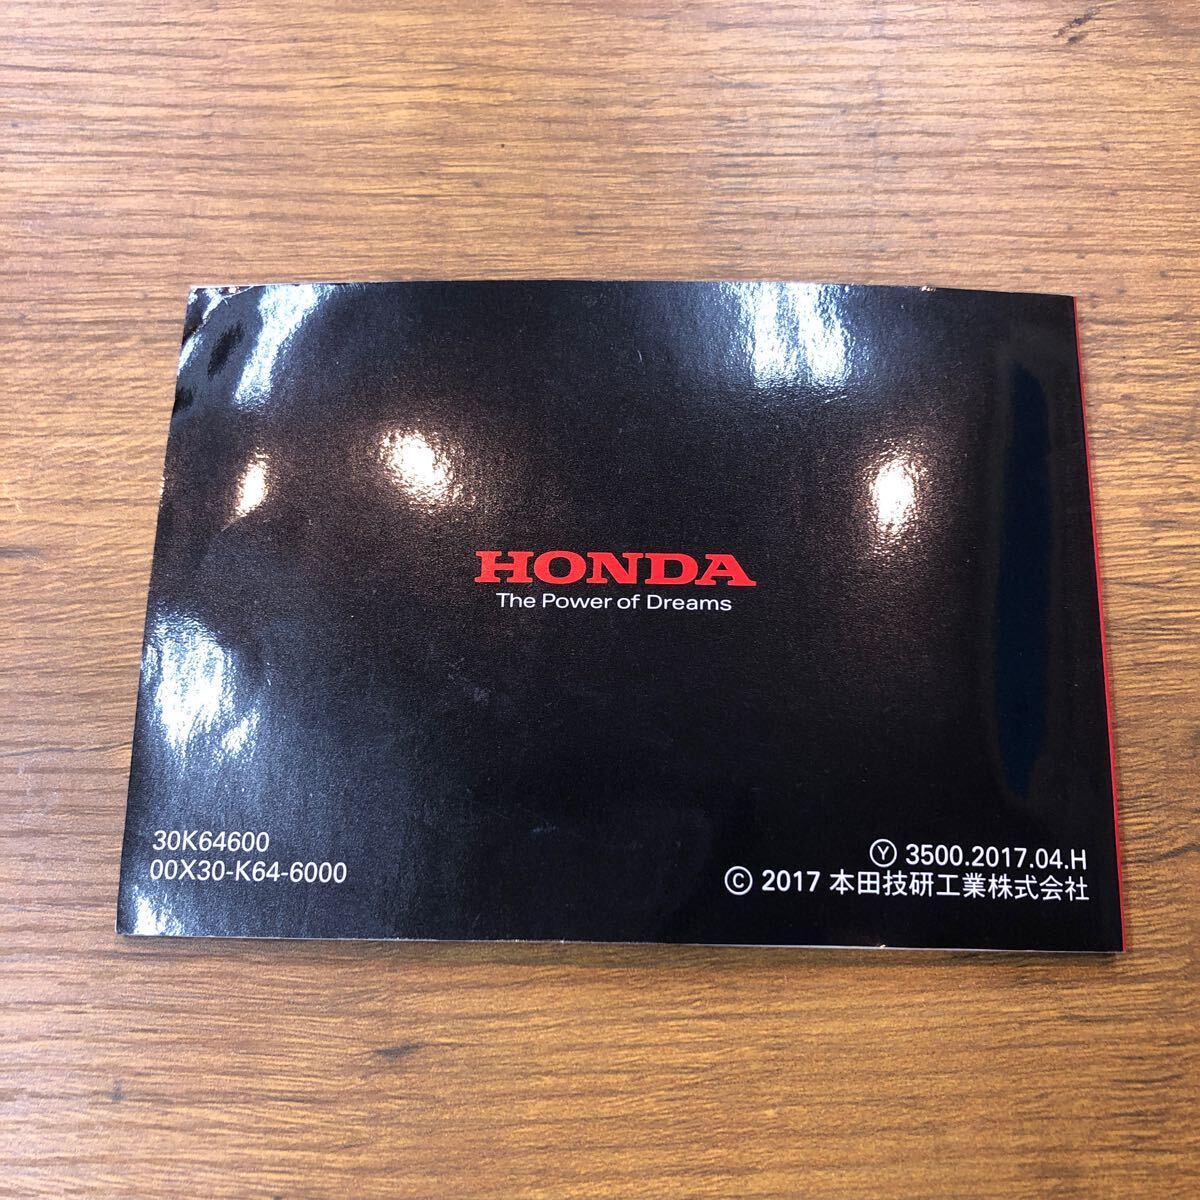 HONDA
The Power of Dreams
30K64600
00X30-K64-6000
Ⓨ 3500.2017.04.H
© 2017 本田技研工業株式会社